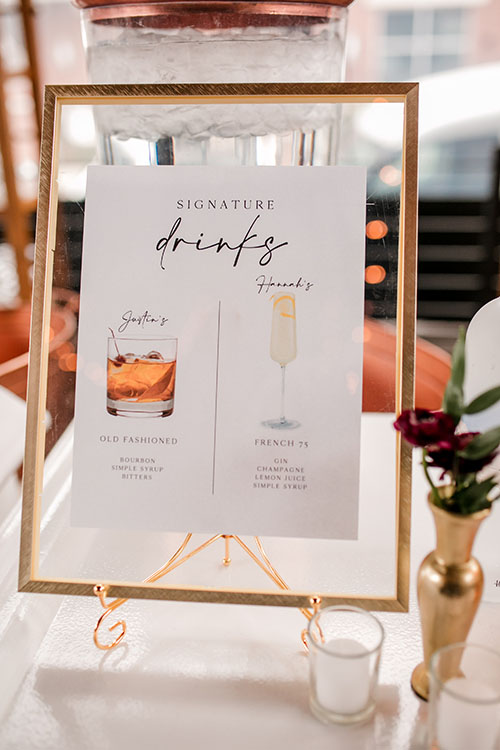 SIGNATURE
drinks
Justin's
OLD FASHIONED
BOURBON
SIMPLE SYRUP
BITTERS
Hannah's
FRENCH 75
GIN
CHAMPAGNE
LEMON JUICE
SIMPLE SYRUP